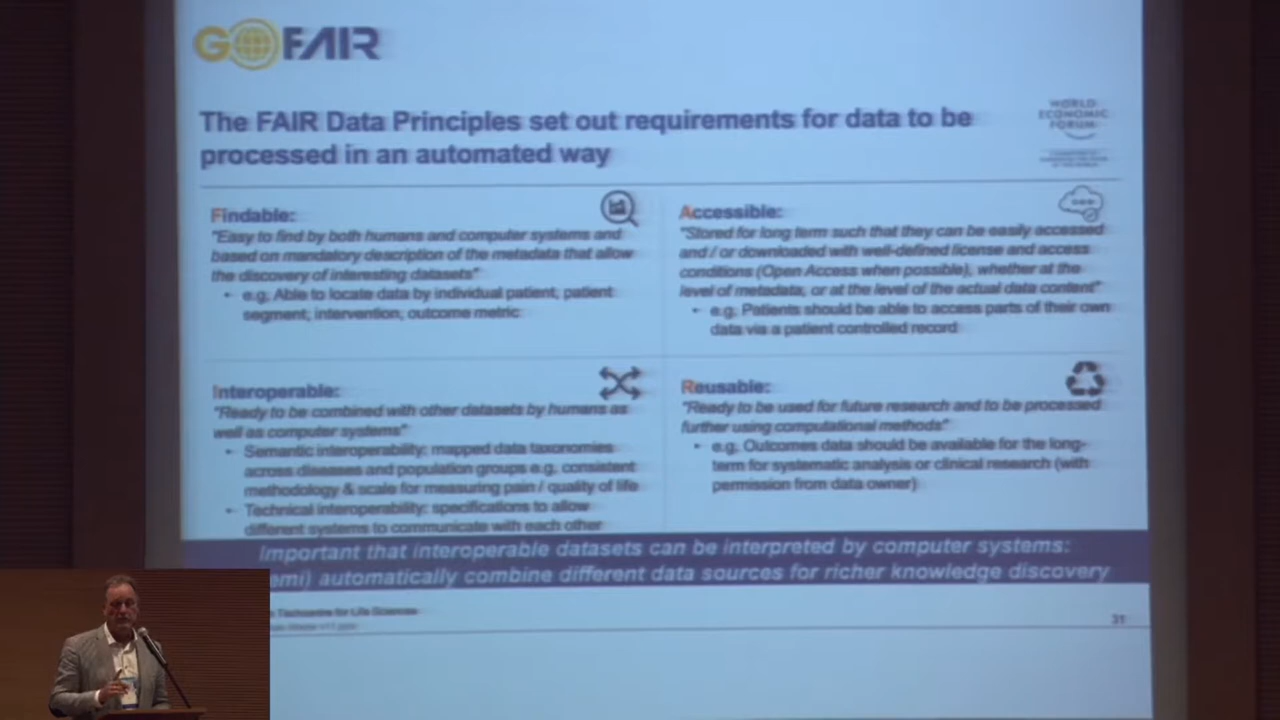 GOFAIR
The FAIR Data Principles set out requirements for data to be
processed in an automated way
WORLD
ECONOMIC
FORUM
Findable:
"Easy to find by both humans and computer systems and
based on mandatory description of the metadata that allow
the discovery of interesting datasets"
• e.g. Able to locate data by individual patient, patient
segment, intervention, outcome metric
Accessible:
"Stored for long term such that they can be easily accessed
and / or downloaded with well-defined license and access
conditions (Open Access when possible), whether at the
level of metadata, or at the level of the actual data content"
• e.g. Patients should be able to access parts of their own
data via a patient controlled record
Interoperable:
"Ready to be combined with other datasets by humans as
well as computer systems"
• Semantic interoperability: mapped data taxonomies
across diseases and population groups e.g. consistent
methodology & scale for measuring pain / quality of life
• Technical interoperability: specifications to allow
different systems to communicate with each other
Reusable:
"Ready to be used for future research and to be processed
further using computational methods"
• e.g. Outcomes data should be available for the long-
term for systematic analysis or clinical research (with
permission from data owner)
Important that interoperable datasets can be interpreted by computer systems:
emi) automatically combine different data sources for richer knowledge discovery
Techcentre for Life Sciences
31